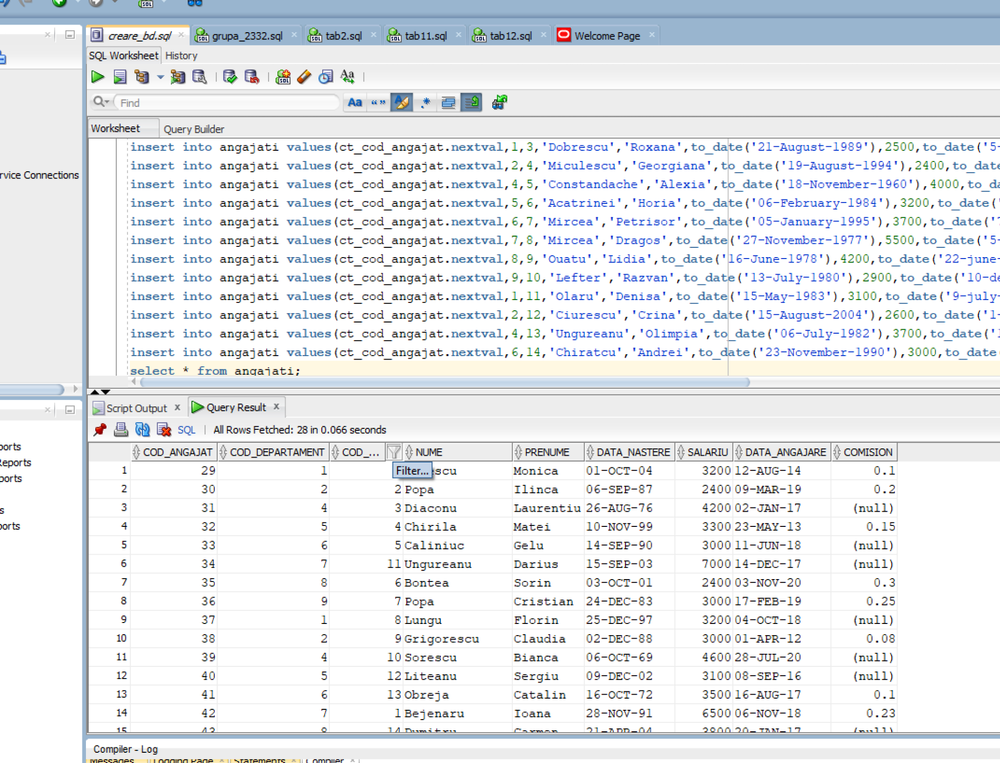 SQL
creare_bd.sql grupa_2332.sql tab2.sql tab11.sql tab12.sql Welcome Page
SQL Worksheet History
Find
Worksheet Query Builder
insert into angajati values(ct_cod_angajat.nextval,1,3,'Dobrescu','Roxana',to_date('21-August-1989'),2500,to_date('5-
insert into angajati values(ct_cod_angajat.nextval,2,4,'Miculescu','Georgiana',to_date('19-August-1994'),2400,to_date
insert into angajati values(ct_cod_angajat.nextval,4,5,'Constandache','Alexia',to_date('18-November-1960'),4000,to_da
insert into angajati values(ct_cod_angajat.nextval,5,6,'Acatrinei','Horia',to_date('06-February-1984'),3200,to_date('
insert into angajati values(ct_cod_angajat.nextval,6,7,'Mircea','Petrisor',to_date('05-January-1995'),3700,to_date('7
insert into angajati values(ct_cod_angajat.nextval,7,8,'Mircea','Dragos',to_date('27-November-1977'),5500,to_date('5-
insert into angajati values(ct_cod_angajat.nextval,8,9,'Ouatu','Lidia',to_date('16-June-1978'),4200,to_date('22-june-
insert into angajati values(ct_cod_angajat.nextval,9,10,'Lefter','Razvan',to_date('13-July-1980'),2900,to_date('10-de
insert into angajati values(ct_cod_angajat.nextval,1,11,'Olaru','Denisa',to_date('15-May-1983'),3100,to_date('9-july-
insert into angajati values(ct_cod_angajat.nextval,2,12,'Ciurescu','Crina',to_date('15-August-2004'),2600,to_date('1-
insert into angajati values(ct_cod_angajat.nextval,4,13,'Ungureanu','Olimpia',to_date('06-July-1982'),3700,to_date('
insert into angajati values(ct_cod_angajat.nextval,6,14,'Chiratcu','Andrei',to_date('23-November-1990'),3000,to_date
select * from angajati;
rvice Connections
Script Output Query Result
SQL All Rows Fetched: 28 in 0.066 seconds
COD_ANGAJAT COD_DEPARTAMENT COD_... NUME PRENUME DATA_NASTERE SALARIU DATA_ANGAJARE COMISION
Filter...
1 29 1 escu Monica 01-OCT-04 3200 12-AUG-14 0.1
2 30 2 2 Popa Ilinca 06-SEP-87 2400 09-MAR-19 0.2
3 31 4 3 Diaconu Laurentiu 26-AUG-76 4200 02-JAN-17 (null)
4 32 5 4 Chirila Matei 10-NOV-99 3300 23-MAY-13 0.15
5 33 6 5 Caliniuc Gelu 14-SEP-90 3000 11-JUN-18 (null)
6 34 7 11 Ungureanu Darius 15-SEP-03 7000 14-DEC-17 (null)
7 35 8 6 Bontea Sorin 03-OCT-01 2400 03-NOV-20 0.3
8 36 9 7 Popa Cristian 24-DEC-83 3000 17-FEB-19 0.25
9 37 1 8 Lungu Florin 25-DEC-97 3200 04-OCT-18 (null)
10 38 2 9 Grigorescu Claudia 02-DEC-88 3000 01-APR-12 0.08
11 39 4 10 Sorescu Bianca 06-OCT-69 4600 28-JUL-20 (null)
12 40 5 12 Liteanu Sergiu 09-DEC-02 3100 08-SEP-16 (null)
13 41 6 13 Obreja Catalin 16-OCT-72 3500 16-AUG-17 0.1
14 42 7 1 Bejenaru Ioana 28-NOV-91 6500 06-NOV-18 0.23
15 43 14 Dumitru Carmen 21-APR-04 3800 20-JAN-17 (null)
ports
Reports
ports
s
ports
Compiler - Log
Messages Logging Page Statements Compiler